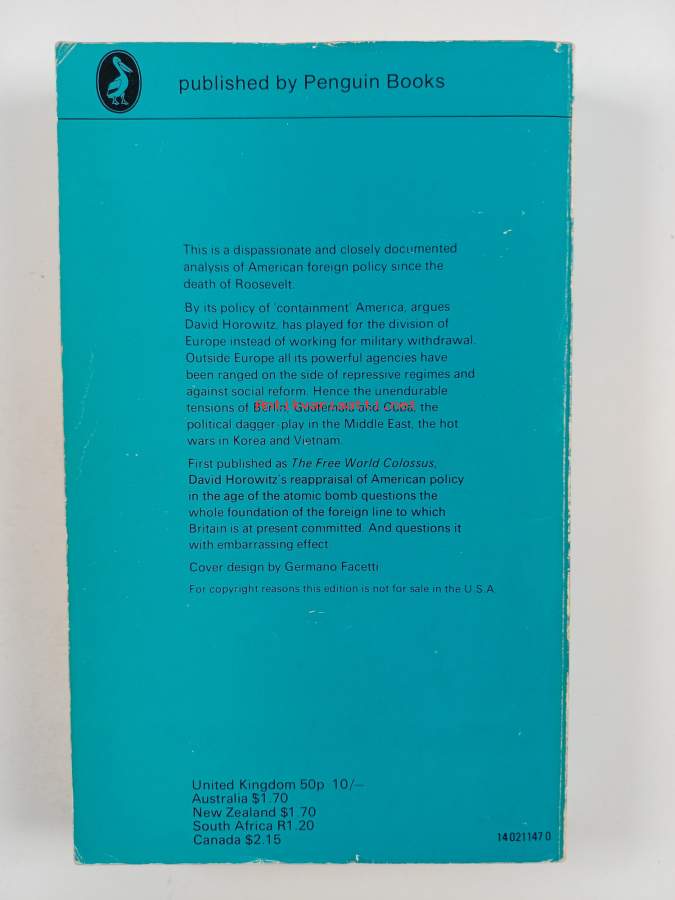 published by Penguin Books
This is a dispassionate and closely documented
analysis of American foreign policy since the
death of Roosevelt.
By its policy of 'containment' America, argues
David Horowitz, has played for the division of
Europe instead of working for military withdrawal.
Outside Europe all its powerful agencies have
been ranged on the side of repressive regimes and
against social reform. Hence the unendurable
tensions of Berlin, Guatemala and Cuba, the
political dagger-play in the Middle East, the hot
wars in Korea and Vietnam.
First published as The Free World Colossus,
David Horowitz's reappraisal of American policy
in the age of the atomic bomb questions the
whole foundation of the foreign line to which
Britain is at present committed. And questions it
with embarrassing effect
Cover design by Germano Facetti
For copyright reasons this edition is not for sale in the U.S.A.
United Kingdom 50p 10/-
Australia $1.70
New Zealand $1.70
South Africa R1.20
Canada $2.15
14 021147 0